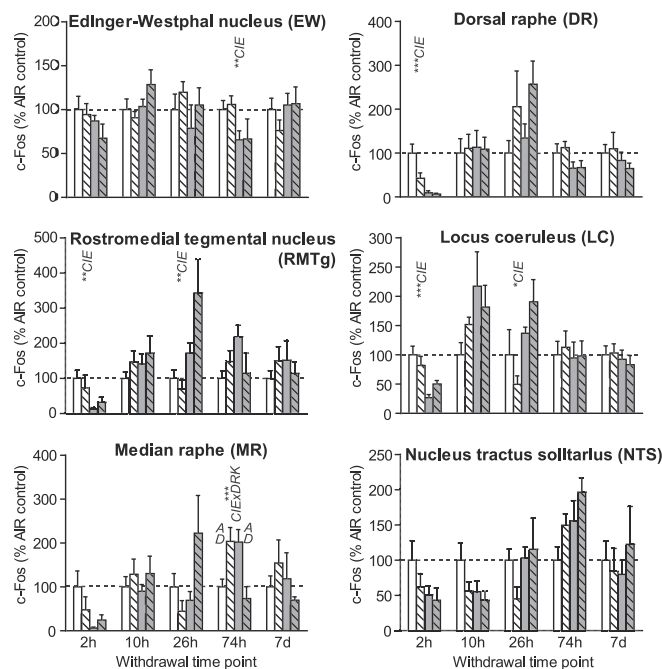 Edinger-Westphal nucleus (EW)
c-Fos (% AIR control)
200
150
100
50
0
**CIE
Dorsal raphe (DR)
c-Fos (% AIR control)
400
300
200
100
0
***CIE
Rostromedial tegmental nucleus
(RMTg)
c-Fos (% AIR control)
500
400
300
200
100
0
**CIE
**CIE
Locus coeruleus (LC)
c-Fos (% AIR control)
300
250
200
150
100
50
0
***CIE
*CIE
Median raphe (MR)
c-Fos (% AIR control)
400
300
200
100
0
***
CIExDRK
A
D
A
D
2h 10h 26h 74h 7d
Withdrawal time point
Nucleus tractus solltarlus (NTS)
c-Fos (% AIR control)
250
200
150
100
50
0
2h 10h 26h 74h 7d
Withdrawal time point